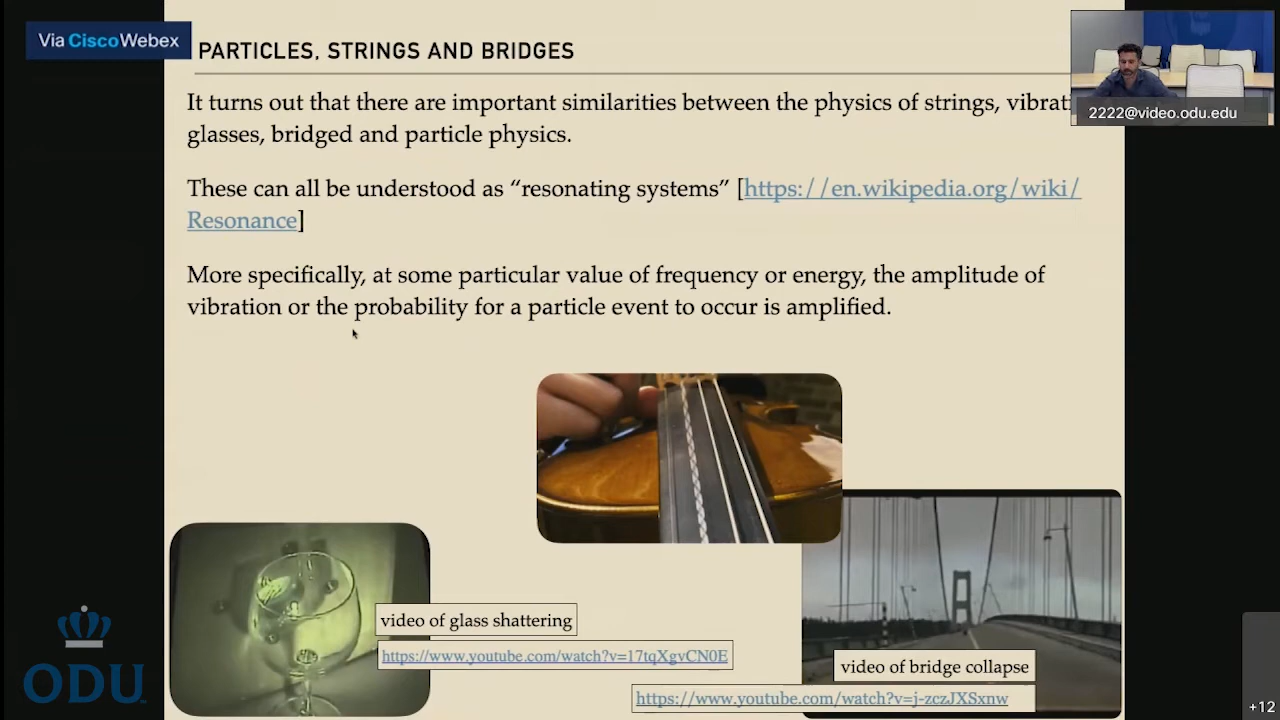 Via CiscoWebex
PARTICLES, STRINGS AND BRIDGES
2222@video.odu.edu
It turns out that there are important similarities between the physics of strings, vibrati
glasses, bridged and particle physics.
These can all be understood as “resonating systems” [https://en.wikipedia.org/wiki/
Resonance]
More specifically, at some particular value of frequency or energy, the amplitude of
vibration or the probability for a particle event to occur is amplified.
video of glass shattering
https://www.youtube.com/watch?v=17tqXgvCN0E
video of bridge collapse
https://www.youtube.com/watch?v=j-zczJXSxnw
ODU
+12